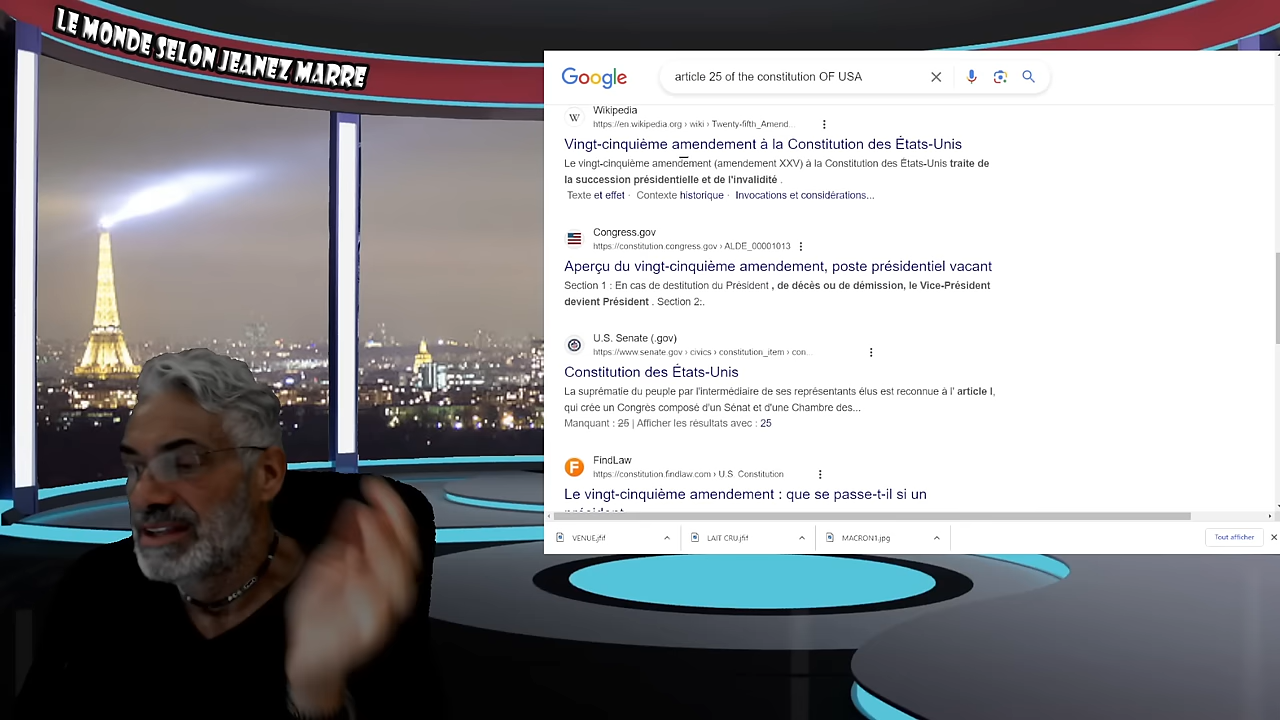 LE MONDE SELON JEANEZ MARRE
Google
article 25 of the constitution OF USA
W
Wikipedia
https://en.wikipedia.org › wiki › Twenty-fifth_Amend...
Vingt-cinquième amendement à la Constitution des États-Unis
Le vingt-cinquième amendement (amendement XXV) à la Constitution des États-Unis traite de
la succession présidentielle et de l'invalidité .
Texte et effet · Contexte historique · Invocations et considérations...
Congress.gov
https://constitution.congress.gov › ALDE_00001013
Aperçu du vingt-cinquième amendement, poste présidentiel vacant
Section 1 : En cas de destitution du Président , de décès ou de démission, le Vice-Président
devient Président . Section 2:.
U.S. Senate (.gov)
https://www.senate.gov › civics › constitution_item › con...
Constitution des États-Unis
La suprématie du peuple par l'intermédiaire de ses représentants élus est reconnue à l' article I,
qui crée un Congrès composé d'un Sénat et d'une Chambre des...
Manquant : 25 | Afficher les résultats avec : 25
FindLaw
https://constitution.findlaw.com › U.S. Constitution
Le vingt-cinquième amendement : que se passe-t-il si un
président
VENUE.jfif
LAIT CRU.jfif
MACRON1.jpg
Tout afficher